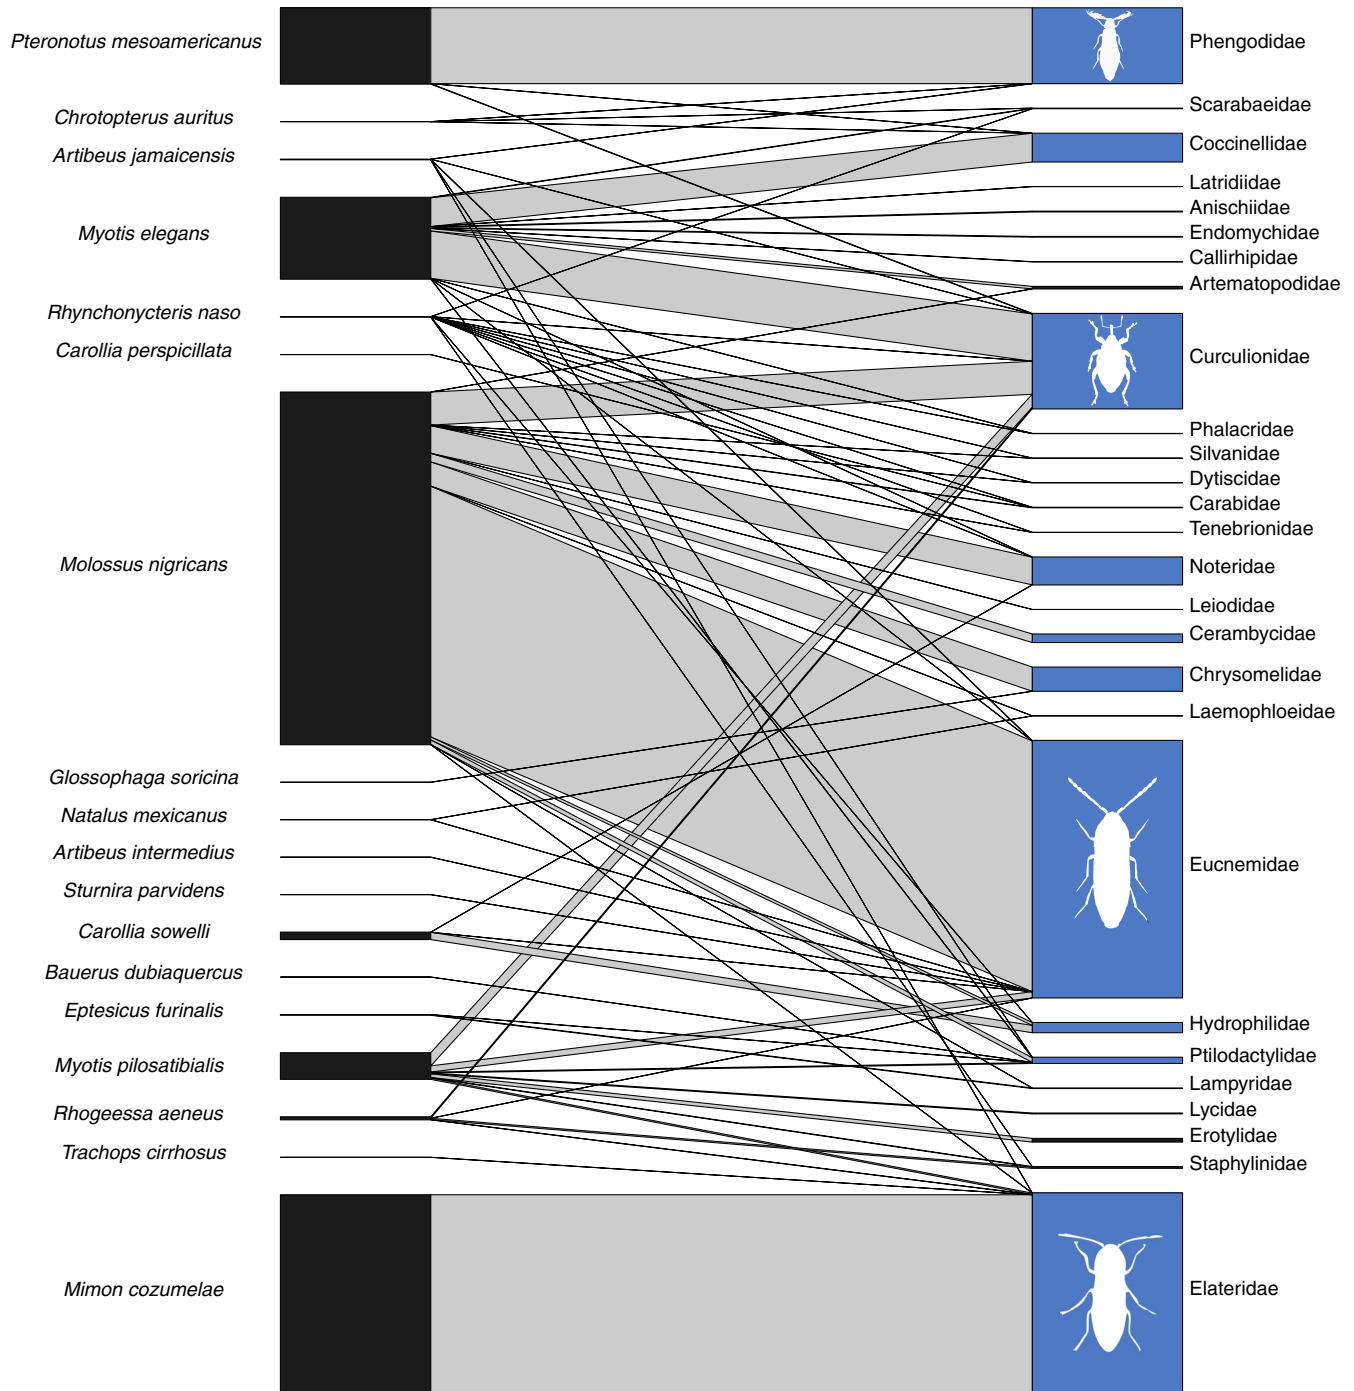 Pteronotus mesoamericanus
Chrotopterus auritus
Artibeus jamaicensis
Myotis elegans
Rhynchonycteris naso
Carollia perspicillata
Molossus nigricans
Glossophaga soricina
Natalus mexicanus
Artibeus intermedius
Sturnira parvidens
Carollia sowelli
Bauerus dubiaquercus
Eptesicus furinalis
Myotis pilosatibialis
Rhogeessa aeneus
Trachops cirrhosus
Mimon cozumelae
Phengodidae
Scarabaeidae
Coccinellidae
Latridiidae
Anischiidae
Endomychidae
Callirhipidae
Artematopodidae
Curculionidae
Phalacridae
Silvanidae
Dytiscidae
Carabidae
Tenebrionidae
Noteridae
Leiodidae
Cerambycidae
Chrysomelidae
Laemophloeidae
Eucnemidae
Hydrophilidae
Ptilodactylidae
Lampyridae
Lycidae
Erotylidae
Staphylinidae
Elateridae